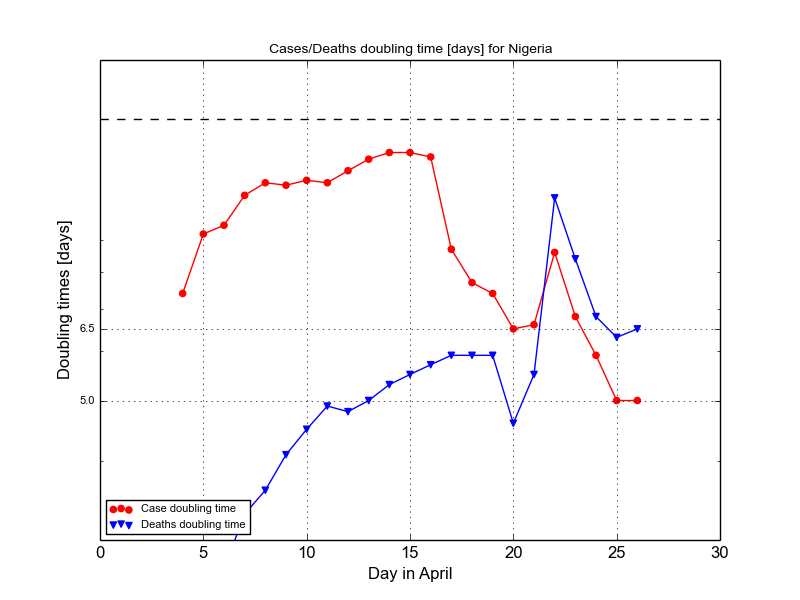 Cases/Deaths doubling time [days] for Nigeria
Doubling times [days]
6.5
5.0
Case doubling time
Deaths doubling time
0 5 10 15 20 25 30
Day in April